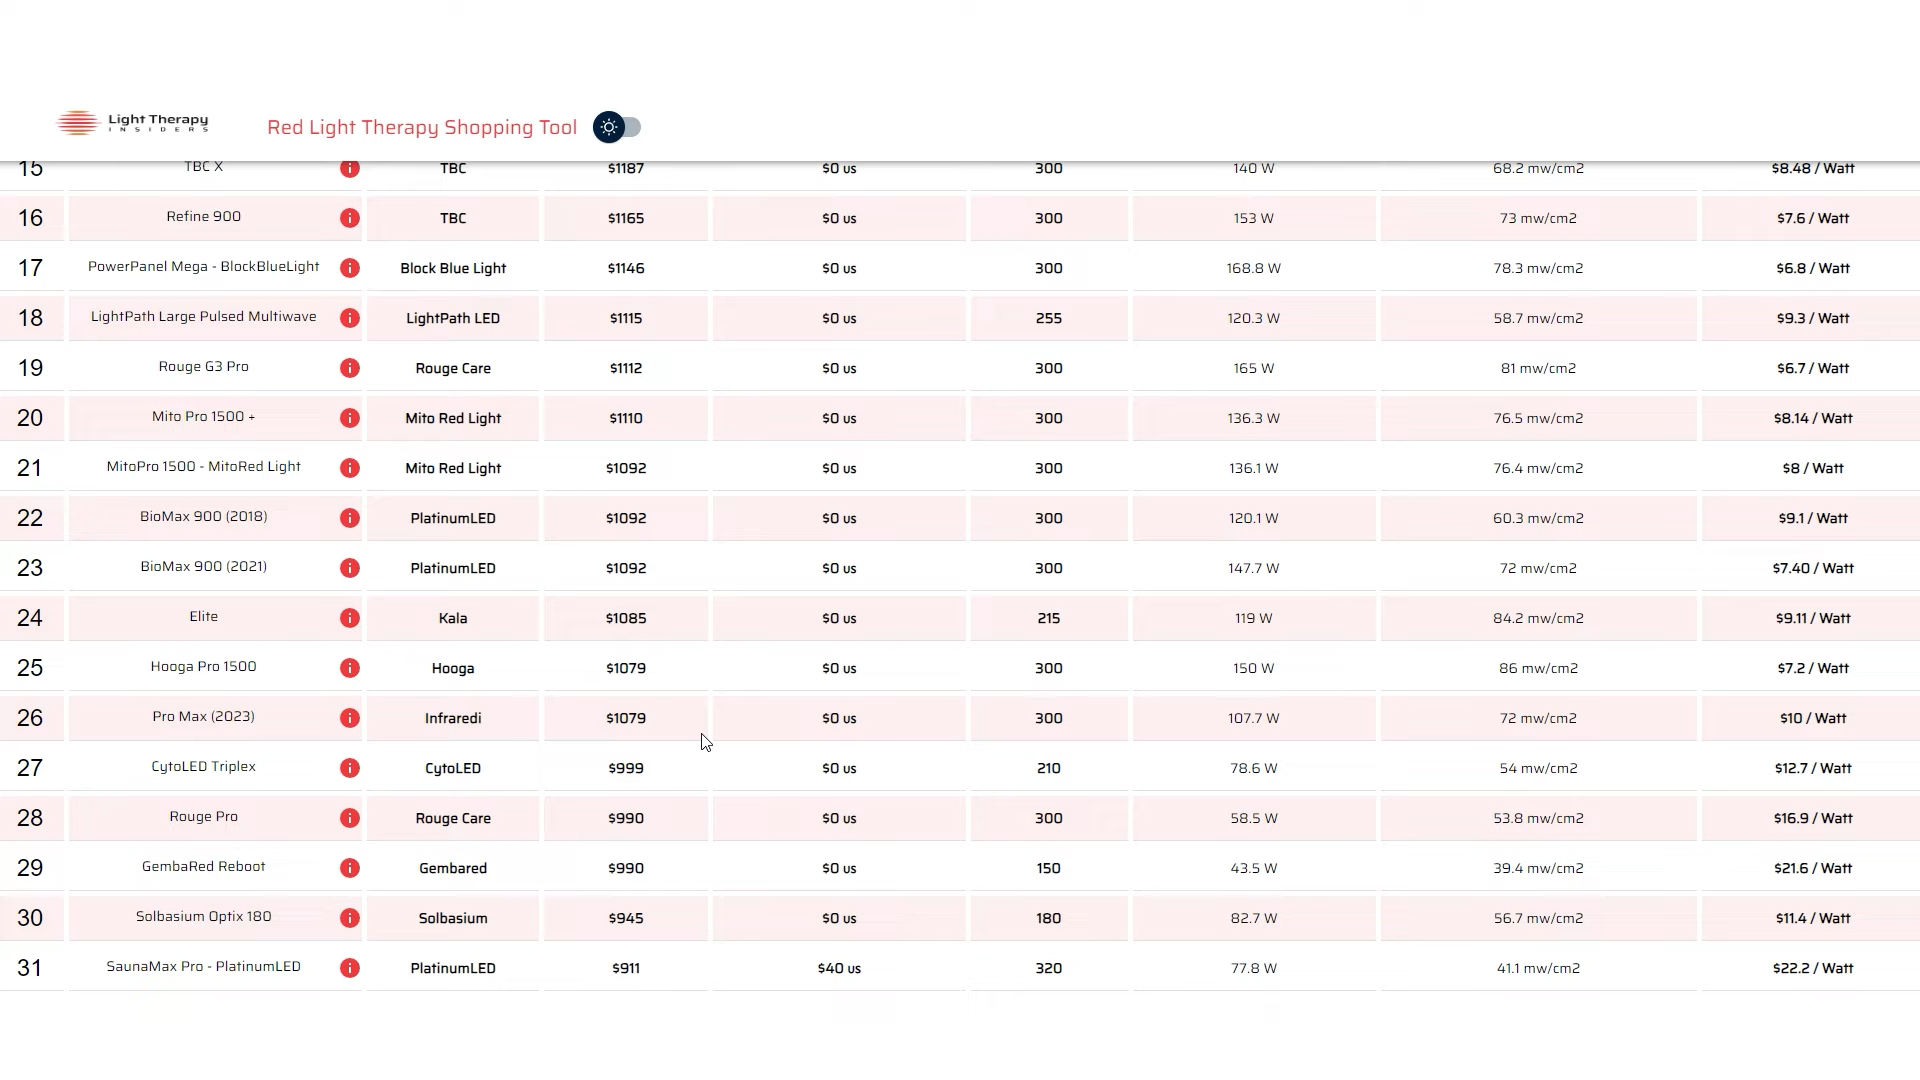 Light Therapy
INSIDERS
Red Light Therapy Shopping Tool
15 TBC X i TBC $1187 $0 us 300 140 W 68.2 mw/cm2 $8.48 / Watt
16 Refine 900 i TBC $1165 $0 us 300 153 W 73 mw/cm2 $7.6 / Watt
17 PowerPanel Mega - BlockBlueLight i Block Blue Light $1146 $0 us 300 168.8 W 78.3 mw/cm2 $6.8 / Watt
18 LightPath Large Pulsed Multiwave i LightPath LED $1115 $0 us 255 120.3 W 58.7 mw/cm2 $9.3 / Watt
19 Rouge G3 Pro i Rouge Care $1112 $0 us 300 165 W 81 mw/cm2 $6.7 / Watt
20 Mito Pro 1500 + i Mito Red Light $1110 $0 us 300 136.3 W 76.5 mw/cm2 $8.14 / Watt
21 MitoPro 1500 - MitoRed Light i Mito Red Light $1092 $0 us 300 136.1 W 76.4 mw/cm2 $8 / Watt
22 BioMax 900 (2018) i PlatinumLED $1092 $0 us 300 120.1 W 60.3 mw/cm2 $9.1 / Watt
23 BioMax 900 (2021) i PlatinumLED $1092 $0 us 300 147.7 W 72 mw/cm2 $7.40 / Watt
24 Elite i Kala $1085 $0 us 215 119 W 84.2 mw/cm2 $9.11 / Watt
25 Hooga Pro 1500 i Hooga $1079 $0 us 300 150 W 86 mw/cm2 $7.2 / Watt
26 Pro Max (2023) i Infraredi $1079 $0 us 300 107.7 W 72 mw/cm2 $10 / Watt
27 CytoLED Triplex i CytoLED $999 $0 us 210 78.6 W 54 mw/cm2 $12.7 / Watt
28 Rouge Pro i Rouge Care $990 $0 us 300 58.5 W 53.8 mw/cm2 $16.9 / Watt
29 GembaRed Reboot i Gembared $990 $0 us 150 43.5 W 39.4 mw/cm2 $21.6 / Watt
30 Solbasium Optix 180 i Solbasium $945 $0 us 180 82.7 W 56.7 mw/cm2 $11.4 / Watt
31 SaunaMax Pro - PlatinumLED i PlatinumLED $911 $40 us 320 77.8 W 41.1 mw/cm2 $22.2 / Watt